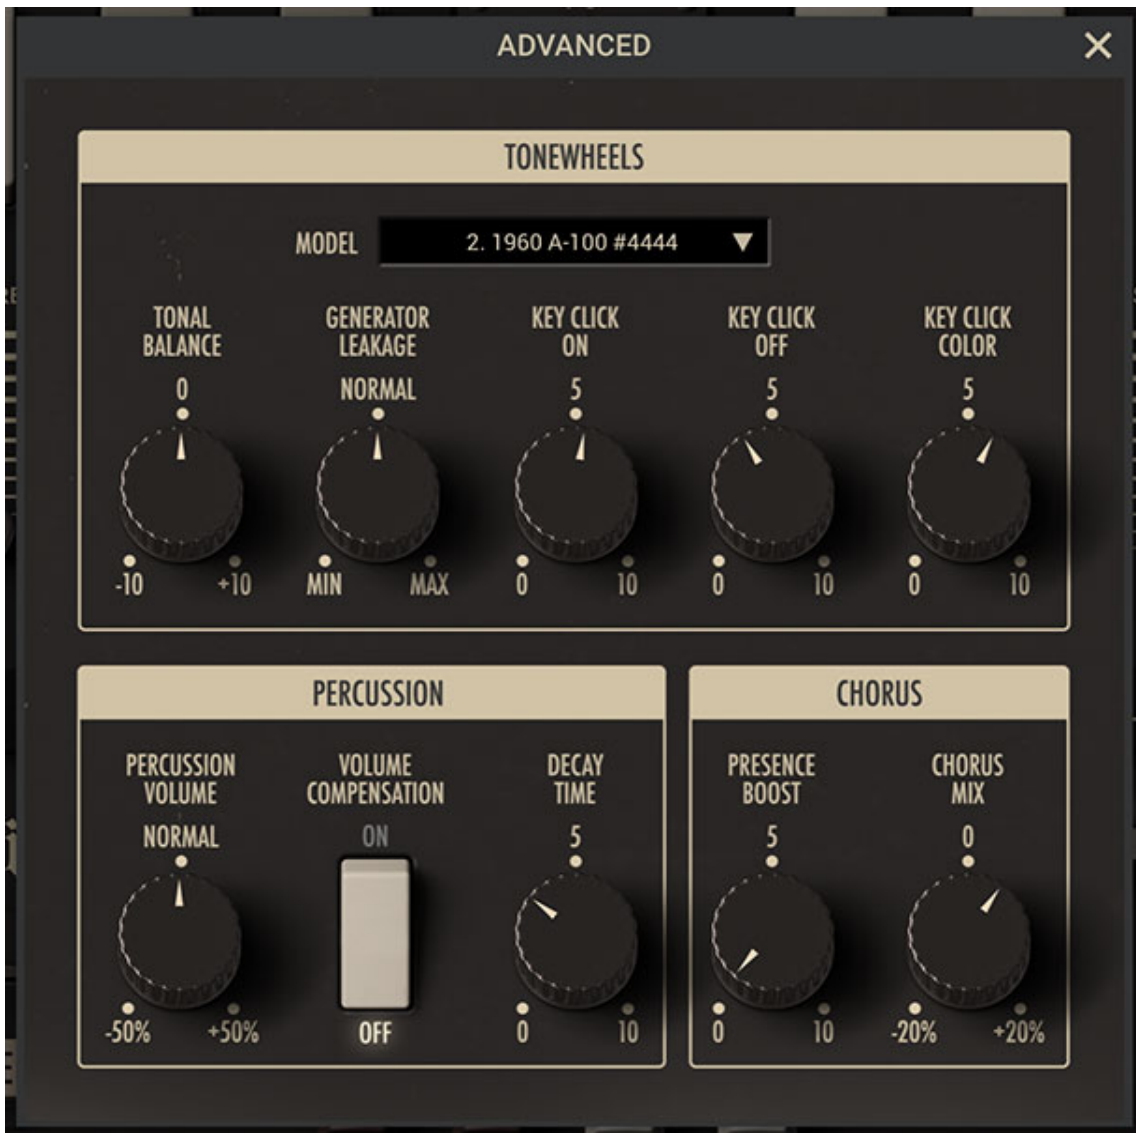 ADVANCED
TONEWHEELS
MODEL 2. 1960 A-100 #4444
TONAL BALANCE
GENERATOR LEAKAGE
KEY CLICK ON
KEY CLICK OFF
KEY CLICK COLOR
0 NORMAL 5 5 5
-10 +10 MIN MAX 0 10 0 10 0 10
PERCUSSION
PERCUSSION VOLUME
VOLUME COMPENSATION
DECAY TIME
NORMAL ON 5
-50% +50% OFF 0 10
CHORUS
PRESENCE BOOST
CHORUS MIX
5 0
0 10 -20% +20%